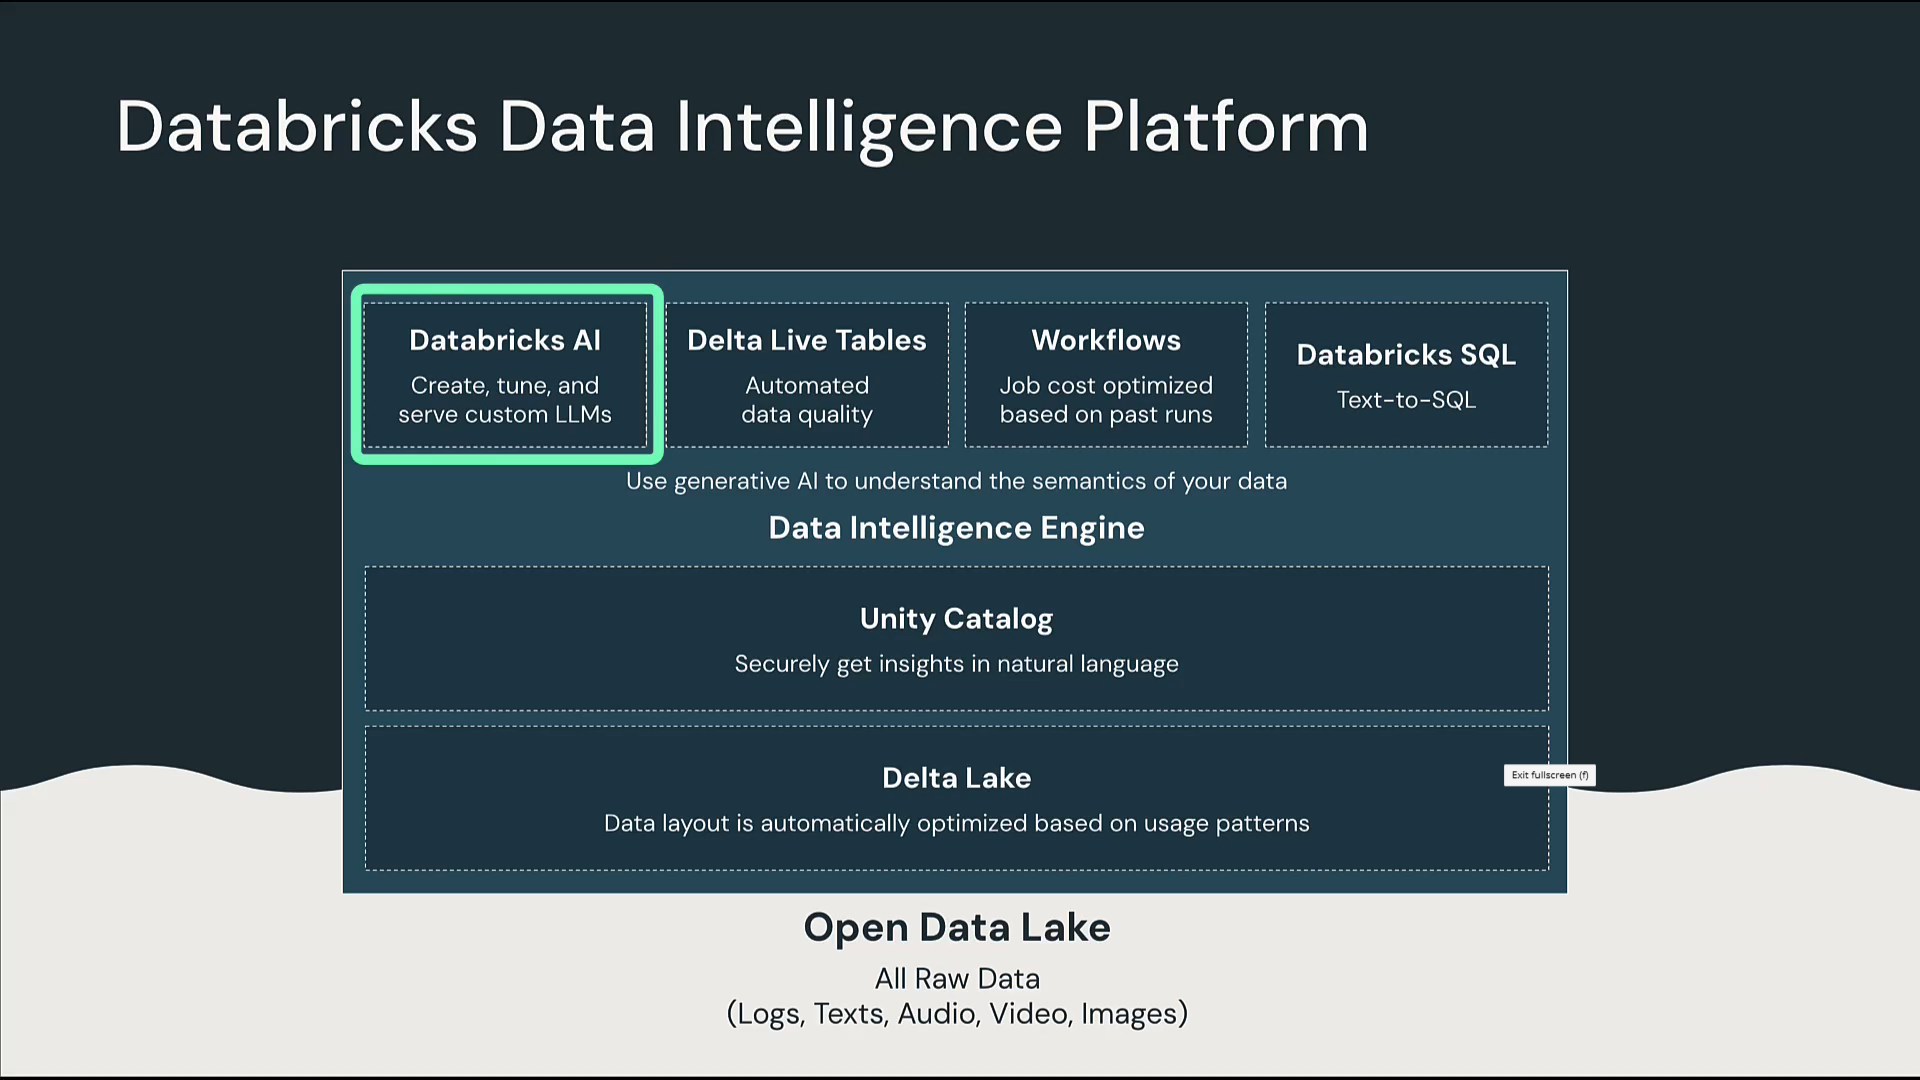 Databricks Data Intelligence Platform
Databricks AI
Create, tune, and
serve custom LLMs
Delta Live Tables
Automated
data quality
Workflows
Job cost optimized
based on past runs
Databricks SQL
Text-to-SQL
Use generative AI to understand the semantics of your data
Data Intelligence Engine
Unity Catalog
Securely get insights in natural language
Delta Lake
Data layout is automatically optimized based on usage patterns
Exit fullscreen (f)
Open Data Lake
All Raw Data
(Logs, Texts, Audio, Video, Images)